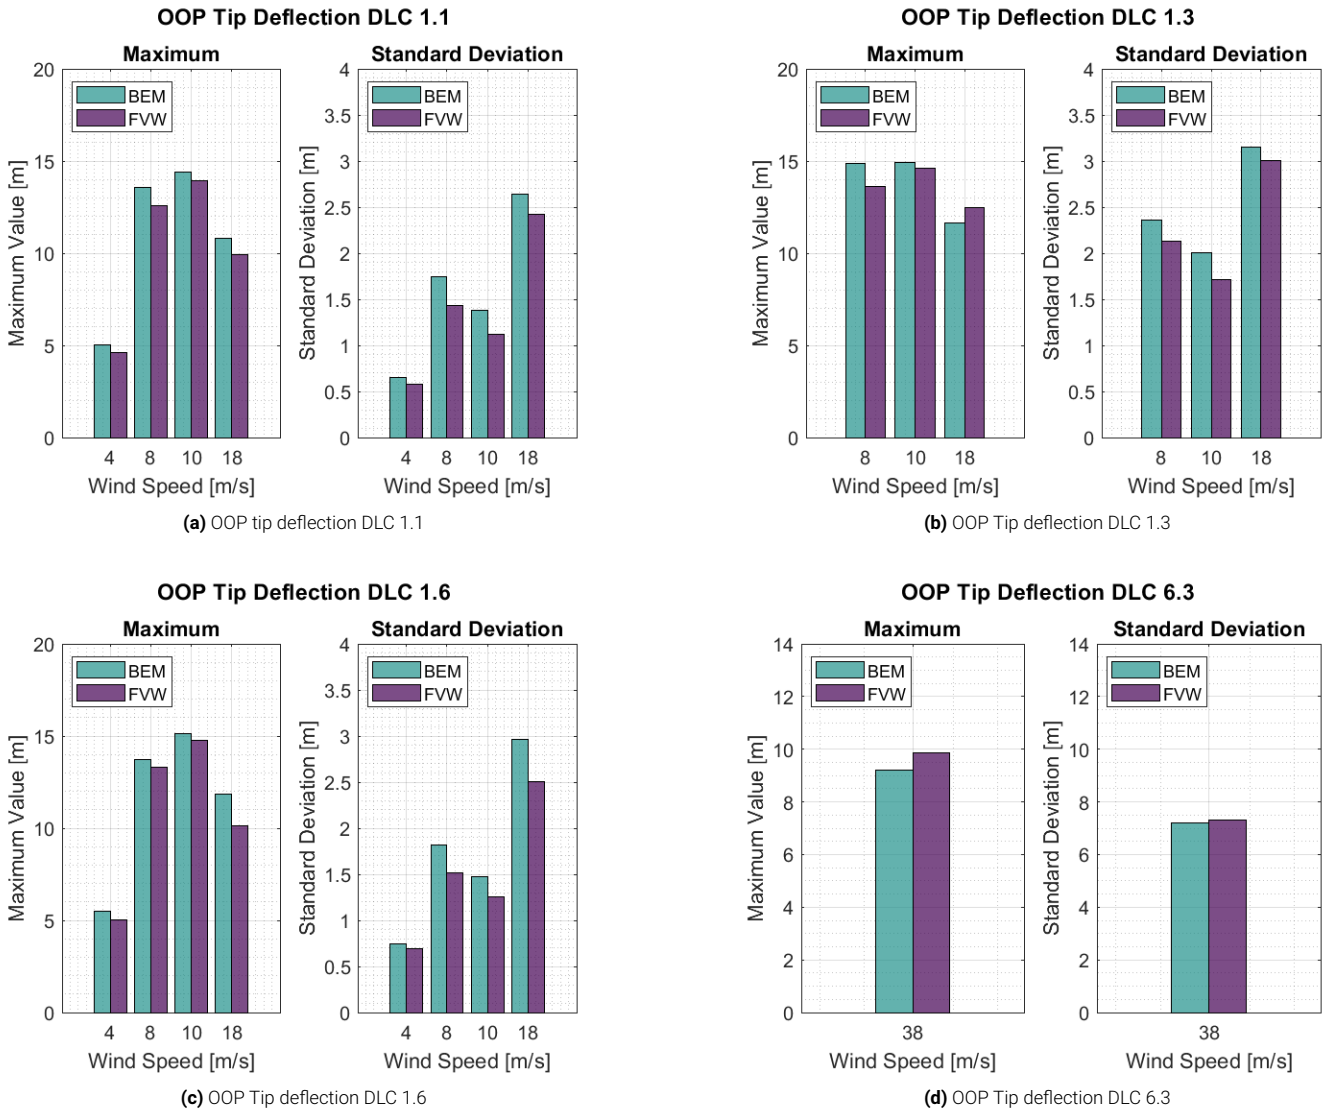 OOP Tip Deflection DLC 1.1
Maximum
Standard Deviation
20
15
10
5
0
Maximum Value [m]
BEM
FVW
4 8 10 18
Wind Speed [m/s]
4
3.5
3
2.5
2
1.5
1
0.5
0
Standard Deviation [m]
BEM
FVW
4 8 10 18
Wind Speed [m/s]
(a) OOP tip deflection DLC 1.1
OOP Tip Deflection DLC 1.3
Maximum
Standard Deviation
20
15
10
5
0
Maximum Value [m]
BEM
FVW
8 10 18
Wind Speed [m/s]
4
3.5
3
2.5
2
1.5
1
0.5
0
Standard Deviation [m]
BEM
FVW
8 10 18
Wind Speed [m/s]
(b) OOP Tip deflection DLC 1.3
OOP Tip Deflection DLC 1.6
Maximum
Standard Deviation
20
15
10
5
0
Maximum Value [m]
BEM
FVW
4 8 10 18
Wind Speed [m/s]
4
3.5
3
2.5
2
1.5
1
0.5
0
Standard Deviation [m]
BEM
FVW
4 8 10 18
Wind Speed [m/s]
(c) OOP Tip deflection DLC 1.6
OOP Tip Deflection DLC 6.3
Maximum
Standard Deviation
14
12
10
8
6
4
2
0
Maximum Value [m]
BEM
FVW
38
Wind Speed [m/s]
14
12
10
8
6
4
2
0
Standard Deviation [m]
BEM
FVW
38
Wind Speed [m/s]
(d) OOP Tip deflection DLC 6.3